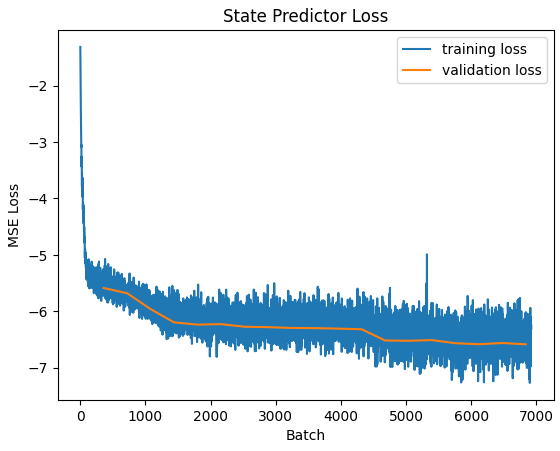 State Predictor Loss
training loss
validation loss
MSE Loss
−2
−3
−4
−5
−6
−7
0 1000 2000 3000 4000 5000 6000 7000
Batch